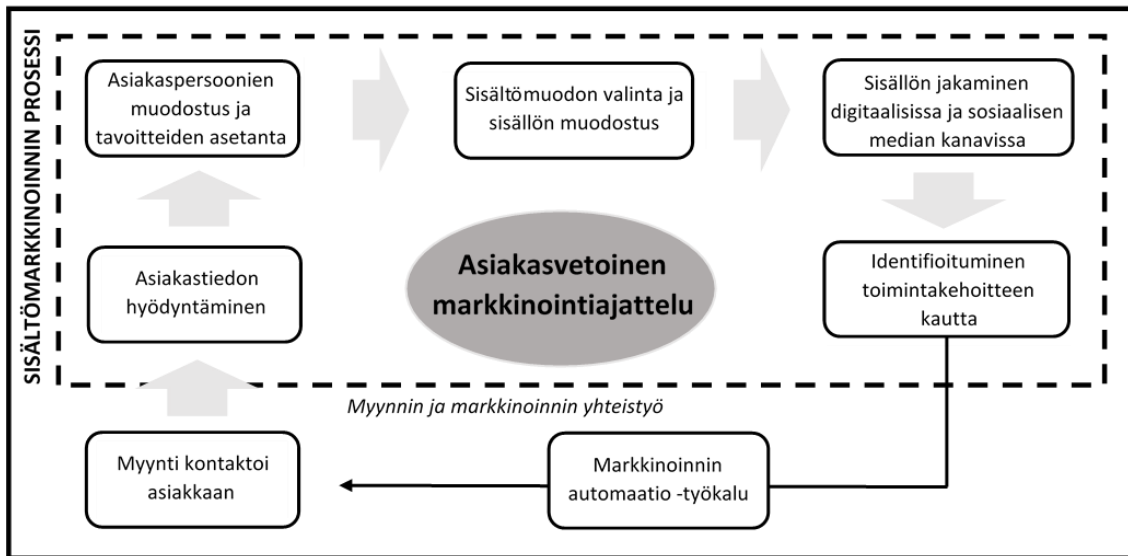 SISÄLTÖMARKKINOINNIN PROSESSI
Asiakaspersoonien
muodostus ja
tavoitteiden asetanta
Sisältömuodon valinta ja
sisällön muodostus
Sisällön jakaminen
digitaalisissa ja sosiaalisen
median kanavissa
Asiakastiedon
hyödyntäminen
Asiakasvetoinen
markkinointiajattelu
Identifioituminen
toimintakehoitteen
kautta
Myynnin ja markkinoinnin yhteistyö
Myynti kontaktoi
asiakkaan
Markkinoinnin
automaatio -työkalu